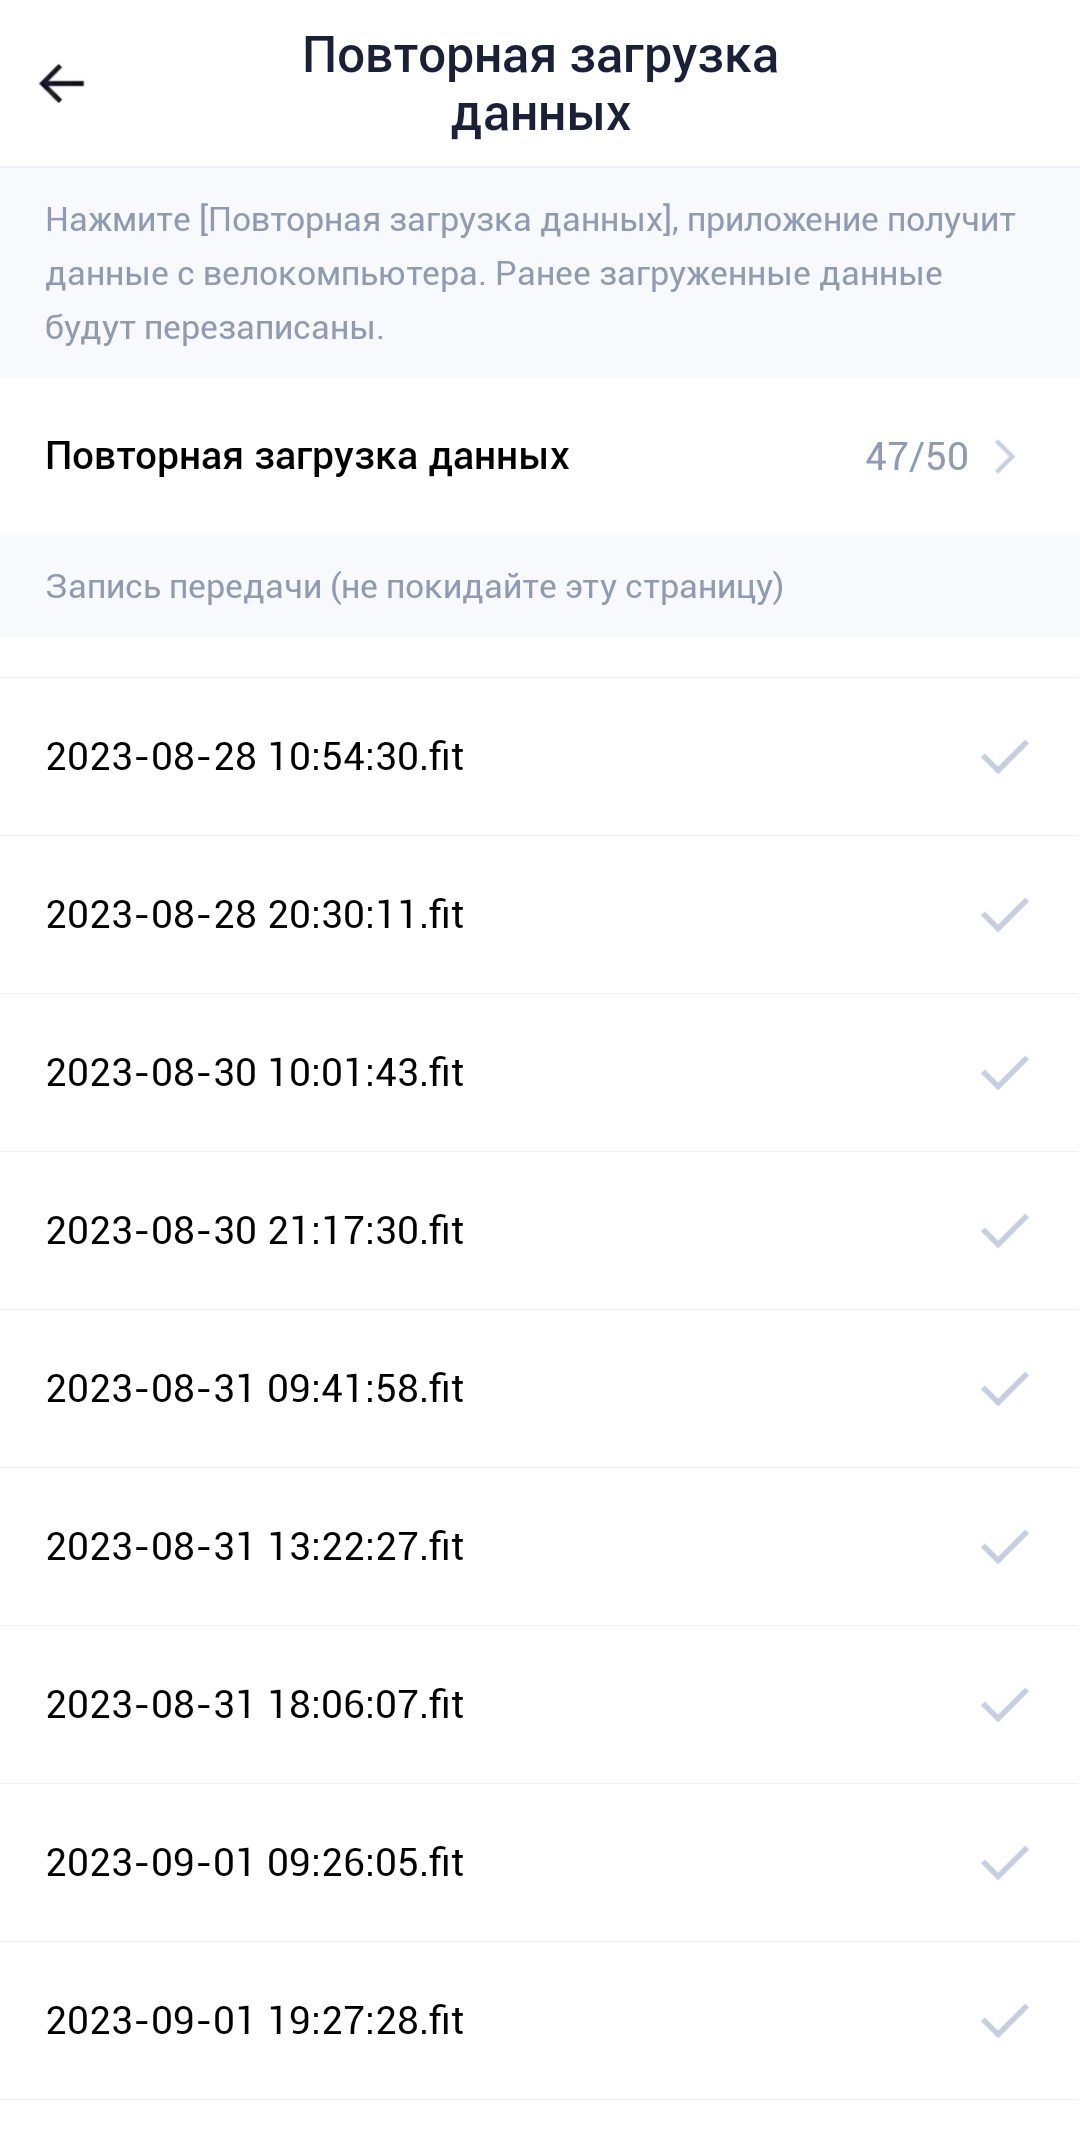 Повторная загрузка
данных
Нажмите [Повторная загрузка данных], приложение получит
данные с велокомпьютера. Ранее загруженные данные
будут перезаписаны.
Повторная загрузка данных 47/50
Запись передачи (не покидайте эту страницу)
2023-08-28 10:54:30.fit
2023-08-28 20:30:11.fit
2023-08-30 10:01:43.fit
2023-08-30 21:17:30.fit
2023-08-31 09:41:58.fit
2023-08-31 13:22:27.fit
2023-08-31 18:06:07.fit
2023-09-01 09:26:05.fit
2023-09-01 19:27:28.fit